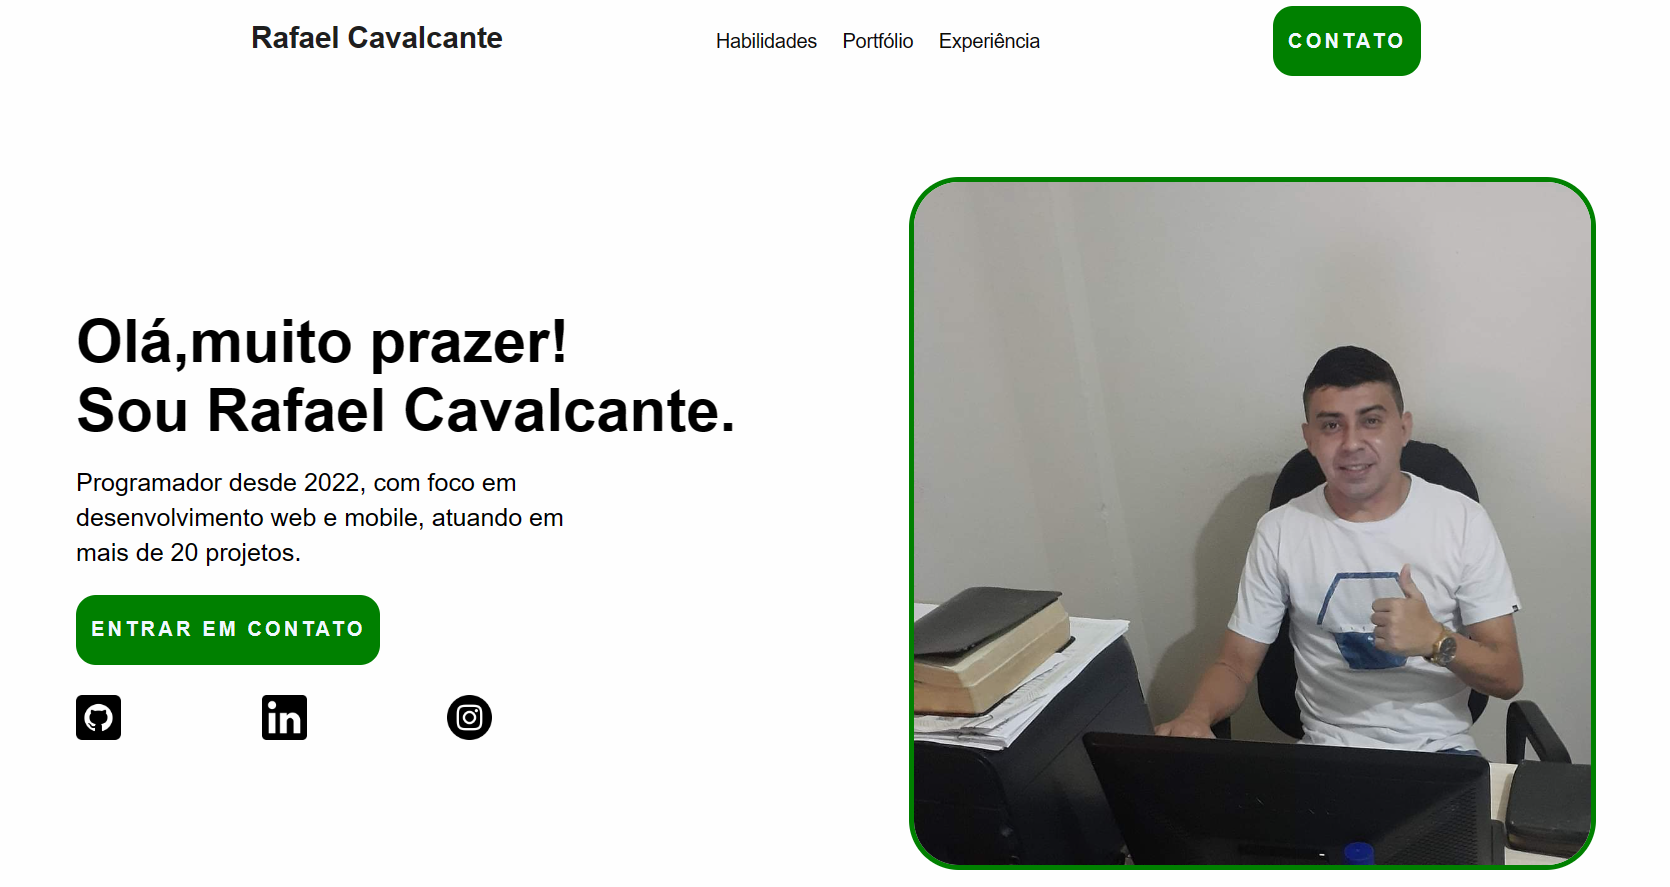 Rafael Cavalcante
Habilidades Portfólio Experiência
CONTATO
Olá,muito prazer!
Sou Rafael Cavalcante.
Programador desde 2022, com foco em
desenvolvimento web e mobile, atuando em
mais de 20 projetos.
ENTRAR EM CONTATO
in